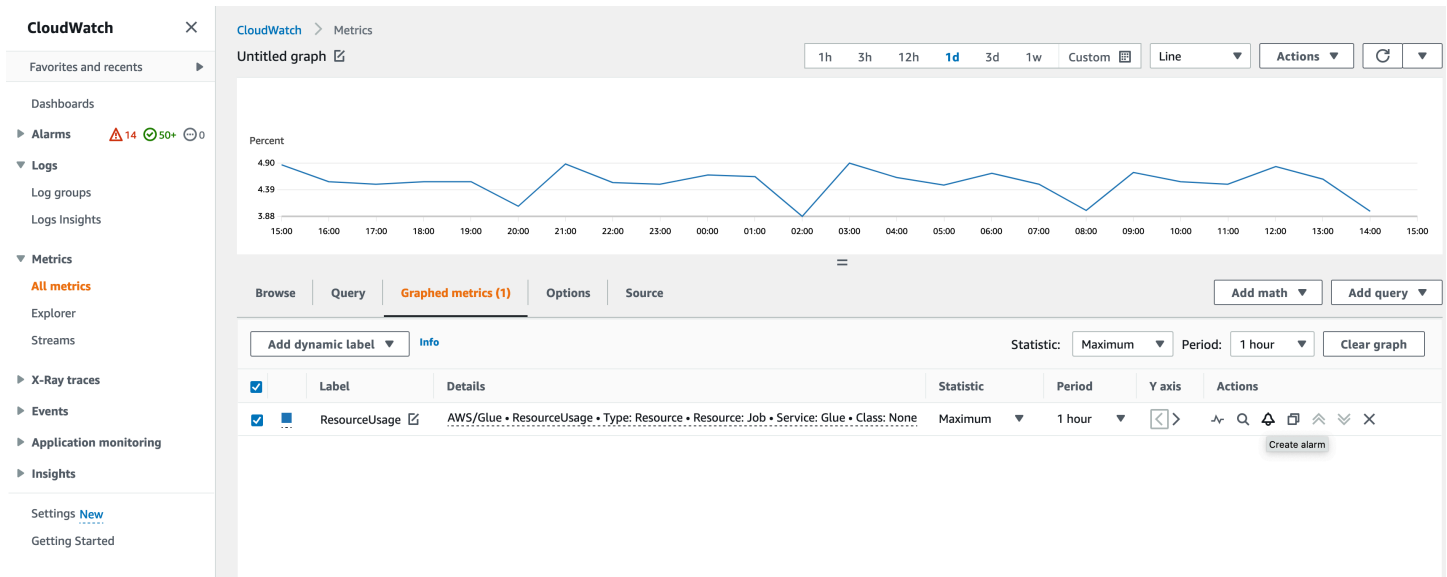 CloudWatch
Favorites and recents
Dashboards
Alarms 14 50+ 0
Logs
Log groups
Logs Insights
Metrics
All metrics
Explorer
Streams
X-Ray traces
Events
Application monitoring
Insights
Settings New
Getting Started
CloudWatch Metrics
Untitled graph
1h 3h 12h 1d 3d 1w Custom Line Actions
Percent
4.90
4.39
3.88
15:00 16:00 17:00 18:00 19:00 20:00 21:00 22:00 23:00 00:00 01:00 02:00 03:00 04:00 05:00 06:00 07:00 08:00 09:00 10:00 11:00 12:00 13:00 14:00 15:00
Browse Query Graphed metrics (1) Options Source Add math Add query
Add dynamic label Info Statistic: Maximum Period: 1 hour Clear graph
Label Details Statistic Period Y axis Actions
ResourceUsage AWS/Glue • ResourceUsage • Type: Resource • Resource: Job • Service: Glue • Class: None Maximum 1 hour
Create alarm